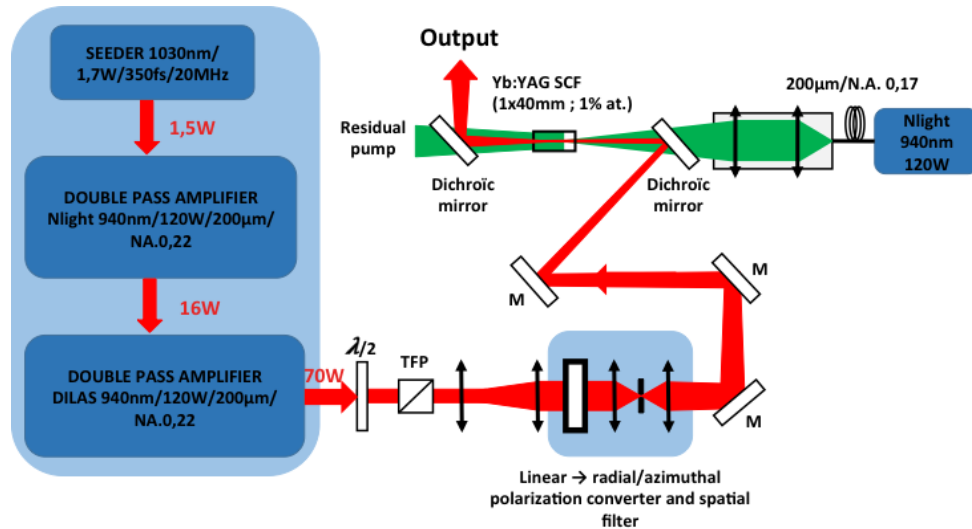 SEEDER 1030nm/
1,7W/350fs/20MHz
1,5W
DOUBLE PASS AMPLIFIER
Nlight 940nm/120W/200µm/
NA.0,22
16W
DOUBLE PASS AMPLIFIER
DILAS 940nm/120W/200µm/
NA.0,22
70W
λ/2
TFP
Output
Yb:YAG SCF
(1x40mm ; 1% at.)
200µm/N.A. 0,17
Residual
pump
Nlight
940nm
120W
Dichroïc
mirror
Dichroïc
mirror
M
M
M
Linear → radial/azimuthal
polarization converter and spatial
filter